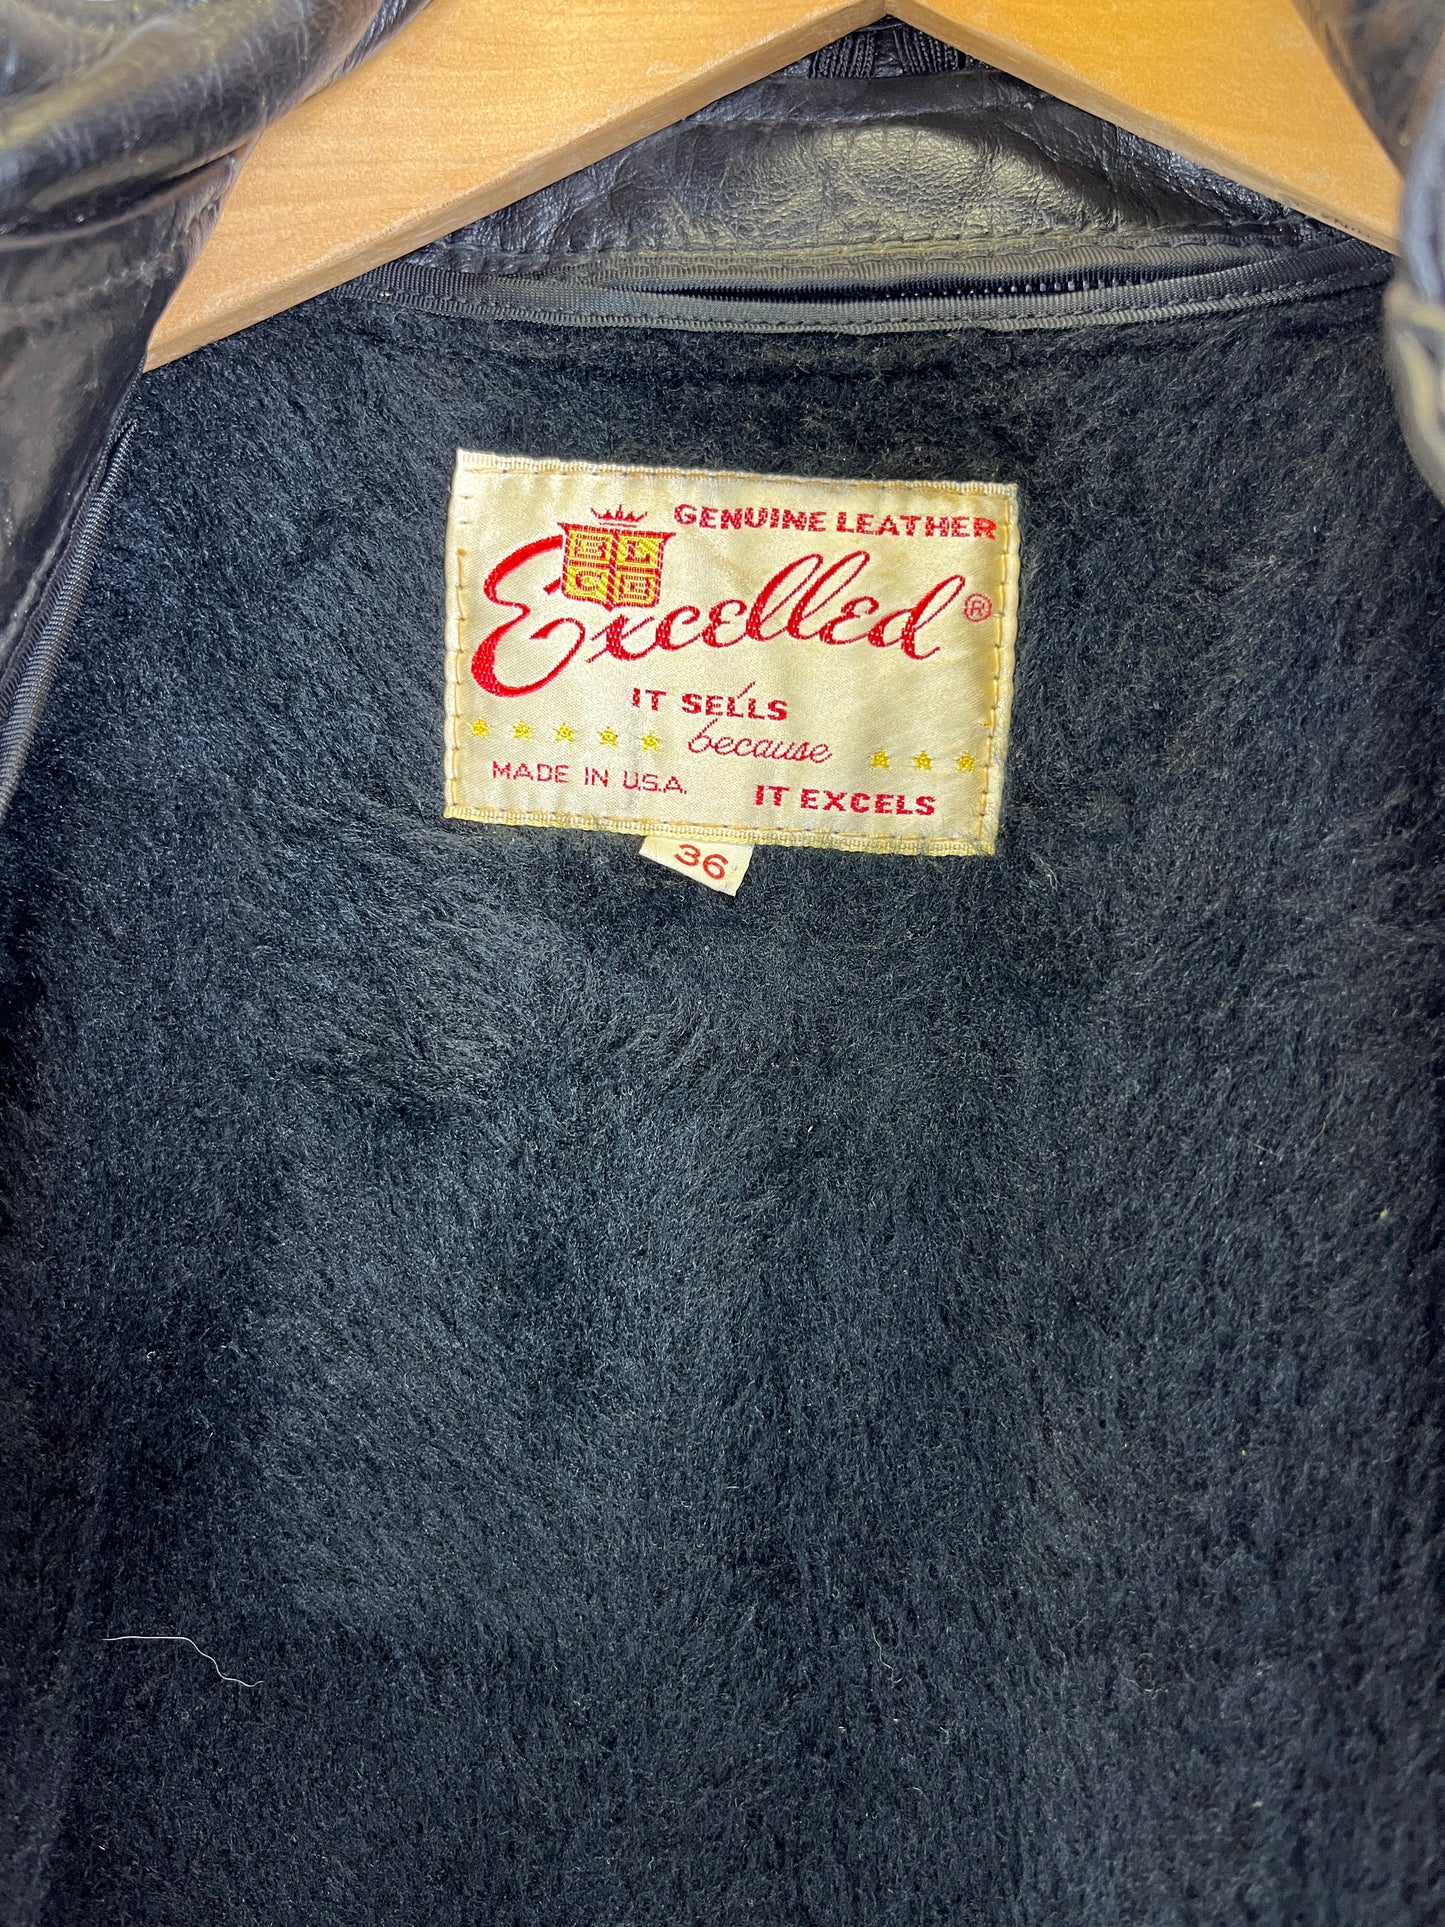 GENUINE LEATHER
Excelled ®
IT SELLS
because
MADE IN U.S.A.
IT EXCELS
36